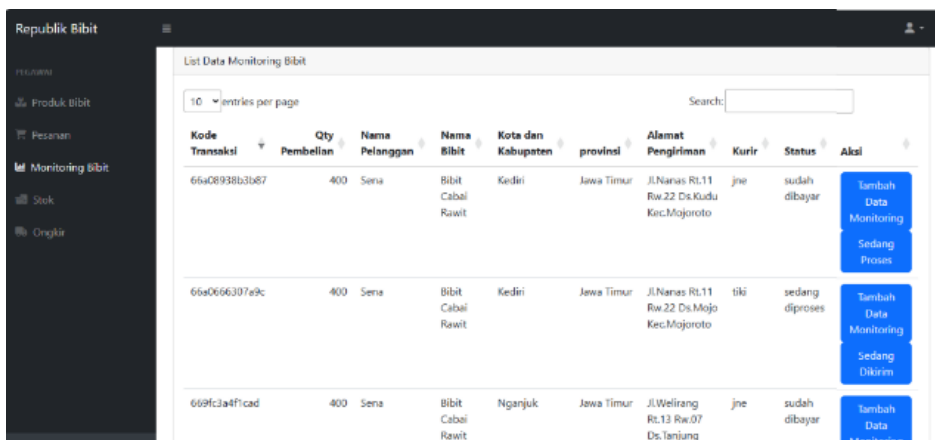 Republik Bibit
PEGAWAI
Produk Bibit
Pesanan
Monitoring Bibit
Stok
Ongkir
List Data Monitoring Bibit
10 entries per page
Search:
Kode Transaksi Qty Pembelian Nama Pelanggan Nama Bibit Kota dan Kabupaten provinsi Alamat Pengiriman Kurir Status Aksi
66a08938b3b87 400 Sena Bibit Kediri Jawa Timur Jl.Nanas Rt.11 jne sudah
Cabai Rw.22 Ds.Kudu dibayar
Rawit Kec.Mojoroto
Tambah
Data
Monitoring
Sedang
Proses
66a0666307a9c 400 Sena Bibit Kediri Jawa Timur Jl.Nanas Rt.11 tiki sedang
Cabai Rw.22 Ds.Mojo diproses
Rawit Kec.Mojoroto
Tambah
Data
Monitoring
Sedang
Dikirim
669fc3a4f1cad 400 Sena Bibit Nganjuk Jawa Timur Jl.Welirang jne sudah
Cabai Rt.13 Rw.07 dibayar
Rawit Ds.Tanjung
Tambah
Data
Monitoring